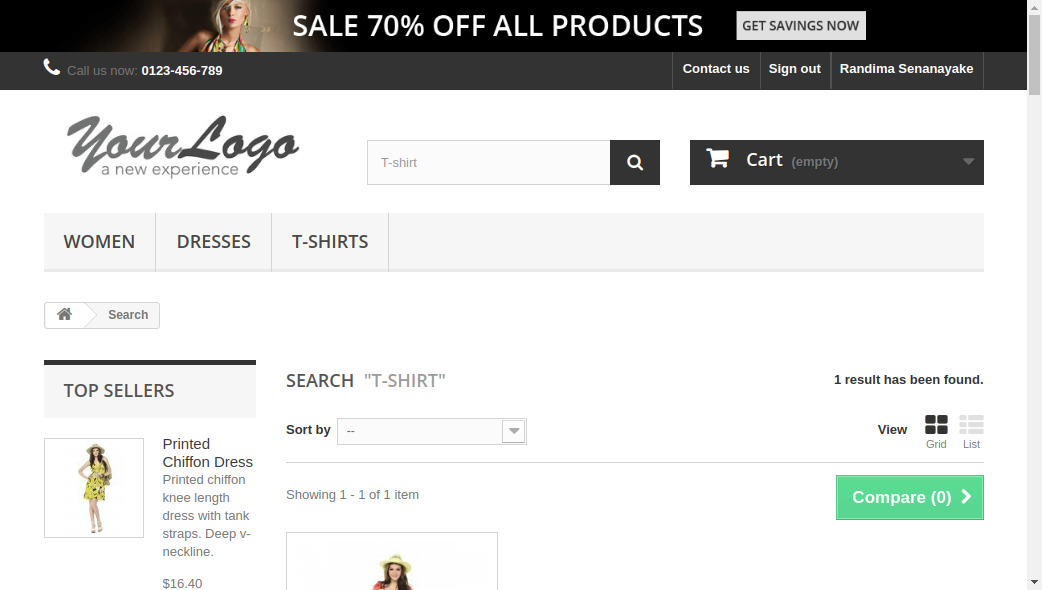 SALE 70% OFF ALL PRODUCTS
GET SAVINGS NOW
Call us now: 0123-456-789
Contact us
Sign out
Randima Senanayake
YourLogo
a new experience
T-shirt
Cart (empty)
WOMEN
DRESSES
T-SHIRTS
Search
TOP SELLERS
Printed
Chiffon Dress
Printed chiffon
knee length
dress with tank
straps. Deep v-
neckline.
$16.40
SEARCH "T-SHIRT"
1 result has been found.
Sort by
--
View
Grid
List
Showing 1 - 1 of 1 item
Compare (0)